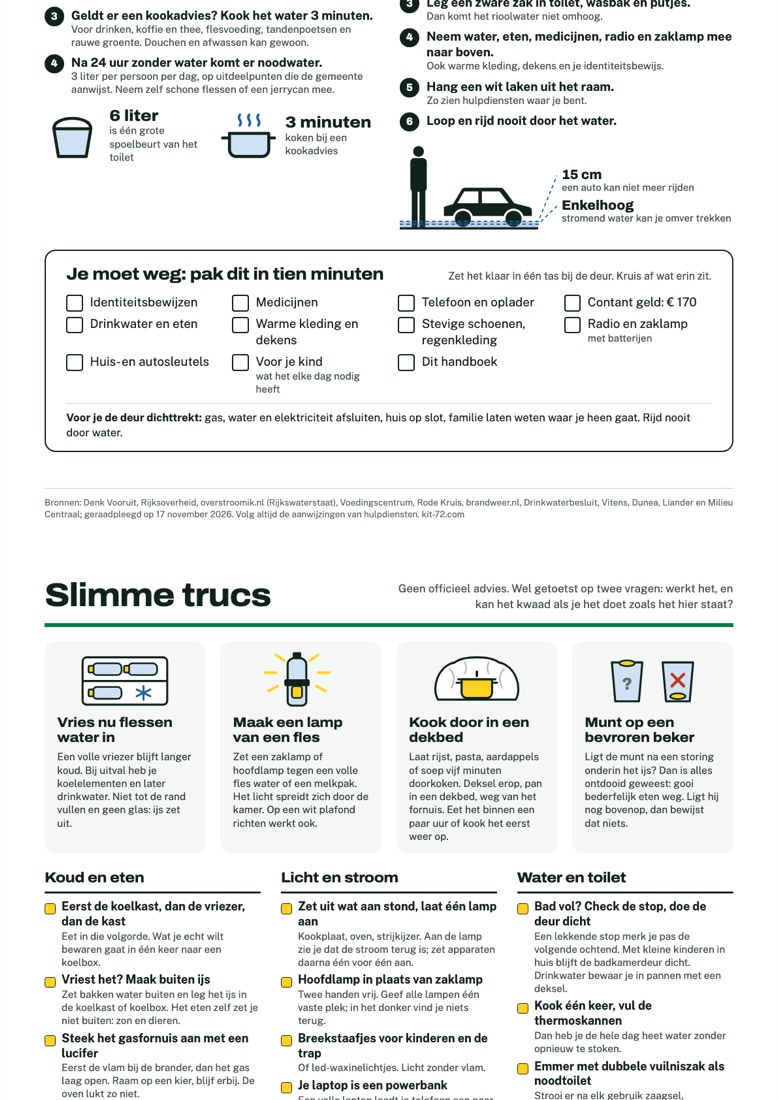 3 Geldt er een kookadvies? Kook het water 3 minuten.
Voor drinken, koffie en thee, flesvoeding, tandenpoetsen en
rauwe groente. Douchen en afwassen kan gewoon.
4 Na 24 uur zonder water komt er noodwater.
3 liter per persoon per dag, op uitdeelpunten die de gemeente
aanwijst. Neem zelf schone flessen of een jerrycan mee.
6 liter
is één grote
spoelbeurt van het
toilet
3 minuten
koken bij een
kookadvies
3 Leg een zware zak in toilet, wasbak en putjes.
Dan komt het rioolwater niet omhoog.
4 Neem water, eten, medicijnen, radio en zaklamp mee
naar boven.
Ook warme kleding, dekens en je identiteitsbewijs.
5 Hang een wit laken uit het raam.
Zo zien hulpdiensten waar je bent.
6 Loop en rijd nooit door het water.
15 cm
een auto kan niet meer rijden
Enkelhoog
stromend water kan je omver trekken
Je moet weg: pak dit in tien minuten
Zet het klaar in één tas bij de deur. Kruis af wat erin zit.
Identiteitsbewijzen
Medicijnen
Telefoon en oplader
Contant geld: € 170
Drinkwater en eten
Warme kleding en
dekens
Stevige schoenen,
regenkleding
Radio en zaklamp
met batterijen
Huis- en autosleutels
Voor je kind
wat het elke dag nodig
heeft
Dit handboek
Voor je de deur dichttrekt: gas, water en elektriciteit afsluiten, huis op slot, familie laten weten waar je heen gaat. Rijd nooit
door water.
Bronnen: Denk Vooruit, Rijksoverheid, overstroomik.nl (Rijkswaterstaat), Voedingscentrum, Rode Kruis, brandweer.nl, Drinkwaterbesluit, Vitens, Dunea, Liander en Milieu
Centraal; geraadpleegd op 17 november 2026. Volg altijd de aanwijzingen van hulpdiensten. kit-72.com
Slimme trucs
Geen officieel advies. Wel getoetst op twee vragen: werkt het, en
kan het kwaad als je het doet zoals het hier staat?
Vries nu flessen
water in
Een volle vriezer blijft langer
koud. Bij uitval heb je
koelelementen en later
drinkwater. Niet tot de rand
vullen en geen glas: ijs zet
uit.
Maak een lamp
van een fles
Zet een zaklamp of
hoofdlamp tegen een volle
fles water of een melkpak.
Het licht spreidt zich door de
kamer. Op een wit plafond
richten werkt ook.
Kook door in een
dekbed
Laat rijst, pasta, aardappels
of soep vijf minuten
doorkoken. Deksel erop, pan
in een dekbed, weg van het
fornuis. Eet het binnen een
paar uur of kook het eerst
weer op.
?
Munt op een
bevroren beker
Ligt de munt na een storing
onderin het ijs? Dan is alles
ontdooid geweest: gooi
bederfelijk eten weg. Ligt hij
nog bovenop, dan bewijst
dat niets.
Koud en eten
Eerst de koelkast, dan de vriezer,
dan de kast
Eet in die volgorde. Wat je echt wilt
bewaren gaat in één keer naar een
koelbox.
Vriest het? Maak buiten ijs
Zet bakken water buiten en leg het ijs in
de koelkast of koelbox. Het eten zelf zet je
niet buiten: zon en dieren.
Steek het gasfornuis aan met een
lucifer
Eerst de vlam bij de brander, dan het gas
laag open. Raam op een kier, blijf erbij. De
oven lukt zo niet.
Licht en stroom
Zet uit wat aan stond, laat één lamp
aan
Kookplaat, oven, strijkijzer. Aan de lamp
zie je dat de stroom terug is; zet apparaten
daarna één voor één aan.
Hoofdlamp in plaats van zaklamp
Twee handen vrij. Geef alle lampen één
vaste plek; in het donker vind je niets
terug.
Breekstaafjes voor kinderen en de
trap
Of led-waxinelichtjes. Licht zonder vlam.
Je laptop is een powerbank
Een volle laptop laadt je telefoon een paar
Water en toilet
Bad vol? Check de stop, doe de
deur dicht
Een lekkende stop merk je pas de
volgende ochtend. Met kleine kinderen in
huis blijft de badkamerdeur dicht.
Drinkwater bewaar je in pannen met een
deksel.
Kook één keer, vul de
thermoskannen
Dan heb je de hele dag heet water zonder
opnieuw te stoken.
Emmer met dubbele vuilniszak als
noodtoilet
Strooi er na elk gebruik zaagsel,